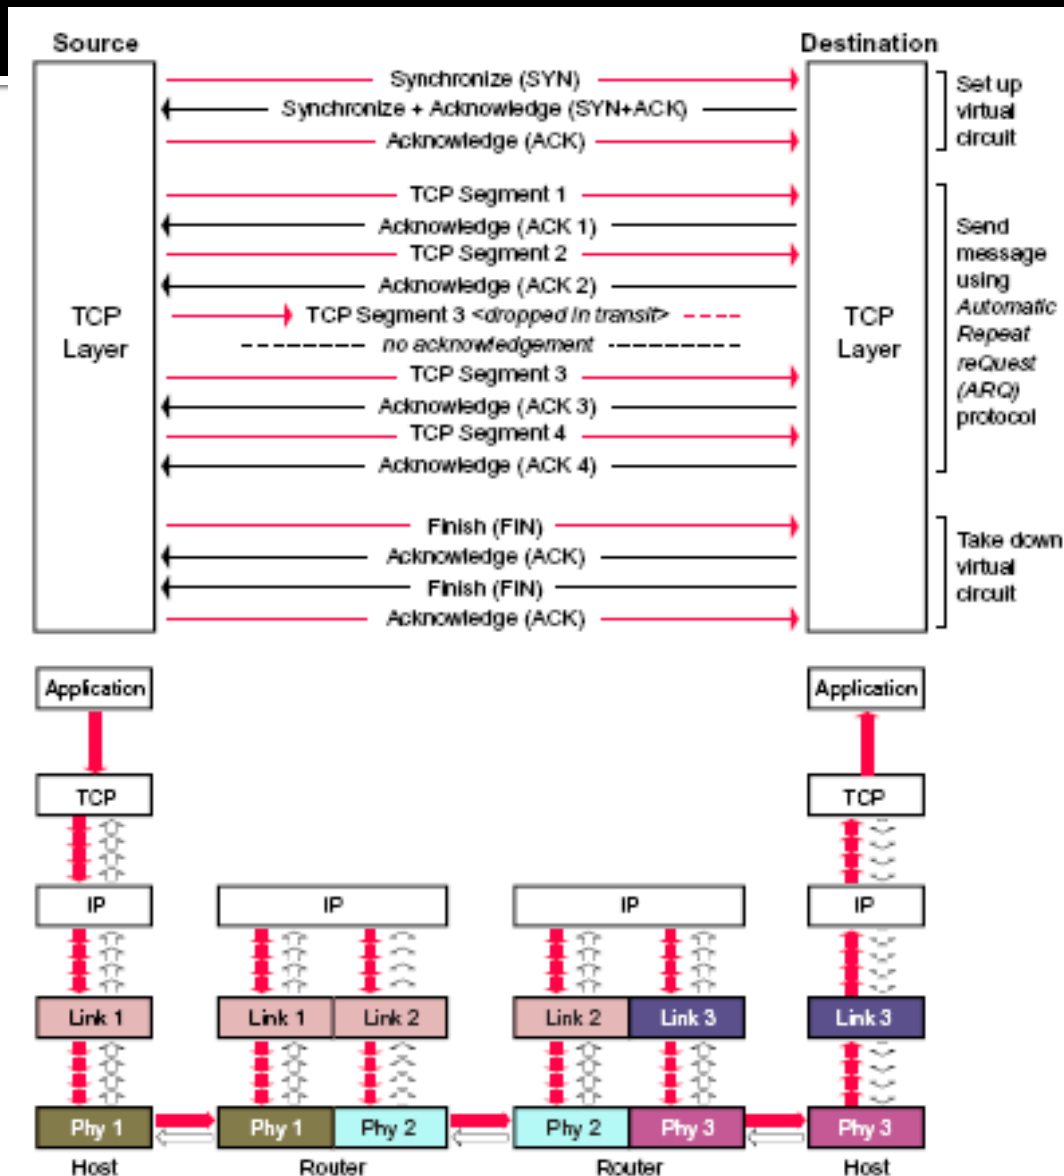 Source
Destination
Synchronize (SYN)
Synchronize + Acknowledge (SYN+ACK)
Acknowledge (ACK)
Set up
virtual
circuit
TCP Segment 1
Acknowledge (ACK 1)
TCP Segment 2
Acknowledge (ACK 2)
TCP Segment 3 <dropped in transit>
no acknowledgement
TCP Segment 3
Acknowledge (ACK 3)
TCP Segment 4
Acknowledge (ACK 4)
TCP
Layer
TCP
Layer
Send
message
using
Automatic
Repeat
reQuest
(ARQ)
protocol
Finish (FIN)
Acknowledge (ACK)
Finish (FIN)
Acknowledge (ACK)
Take down
virtual
circuit
Application
Application
TCP
TCP
IP
IP
IP
IP
Link 1
Link 1
Link 2
Link 2
Link 3
Link 3
Phy 1
Phy 1
Phy 2
Phy 2
Phy 3
Phy 3
Host
Router
Router
Host